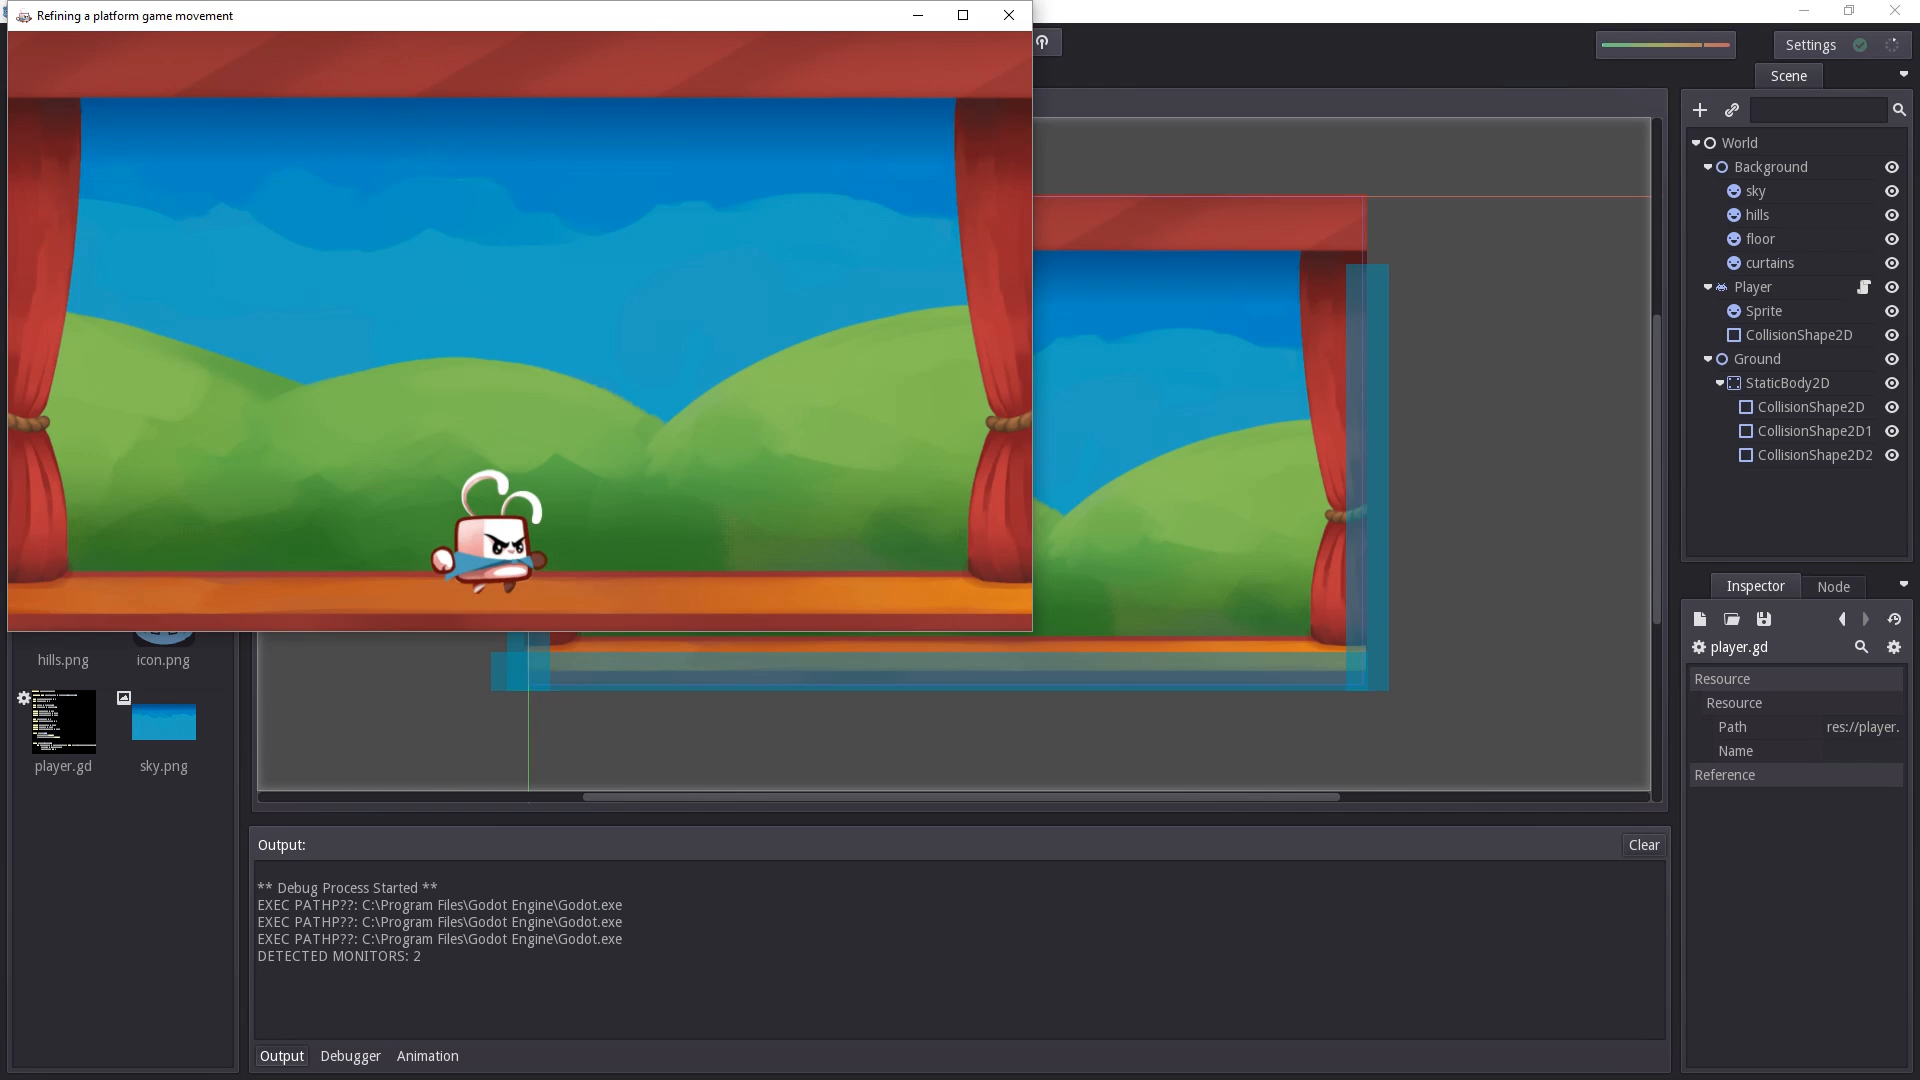 Refining a platform game movement
Settings
Scene
World
Background
sky
hills
floor
curtains
Player
Sprite
CollisionShape2D
Ground
StaticBody2D
CollisionShape2D
CollisionShape2D1
CollisionShape2D2
Inspector
Node
player.gd
Resource
Resource
Path
res://player.
Name
Reference
hills.png
icon.png
player.gd
sky.png
Output:
Clear
** Debug Process Started **
EXEC PATHP??: C:\Program Files\Godot Engine\Godot.exe
EXEC PATHP??: C:\Program Files\Godot Engine\Godot.exe
EXEC PATHP??: C:\Program Files\Godot Engine\Godot.exe
DETECTED MONITORS: 2
Output
Debugger
Animation